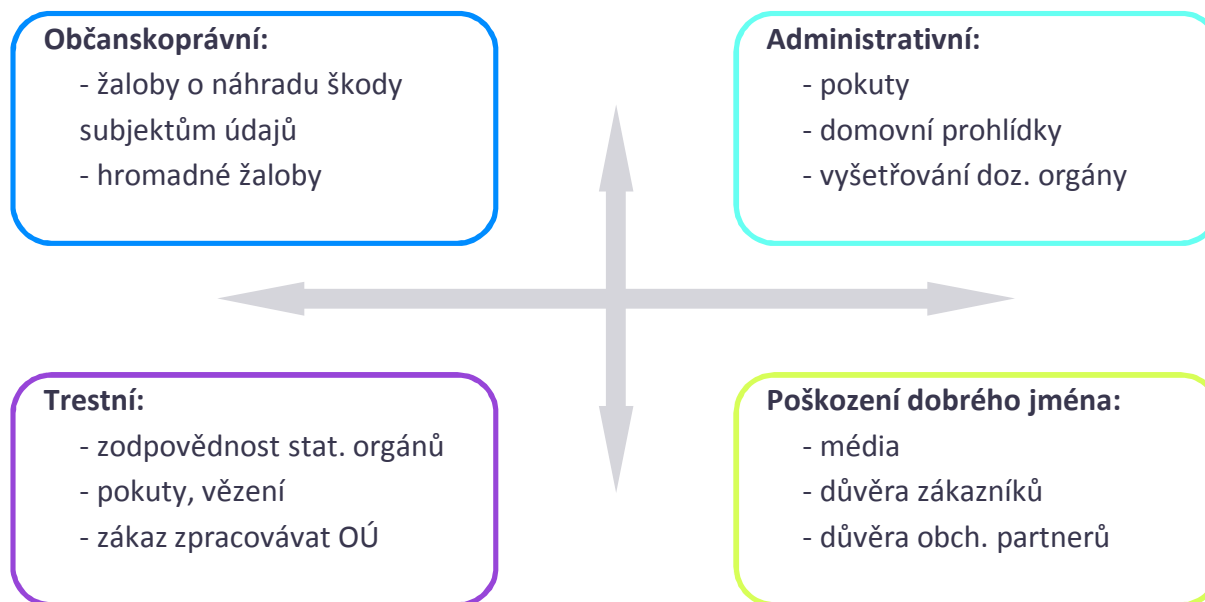 Občanskoprávní:
- žaloby o náhradu škody
subjektům údajů
- hromadné žaloby
Administrativní:
- pokuty
- domovní prohlídky
- vyšetřování doz. orgány
Trestní:
- zodpovědnost stat. orgánů
- pokuty, vězení
- zákaz zpracovávat OÚ
Poškození dobrého jména:
- média
- důvěra zákazníků
- důvěra obch. partnerů